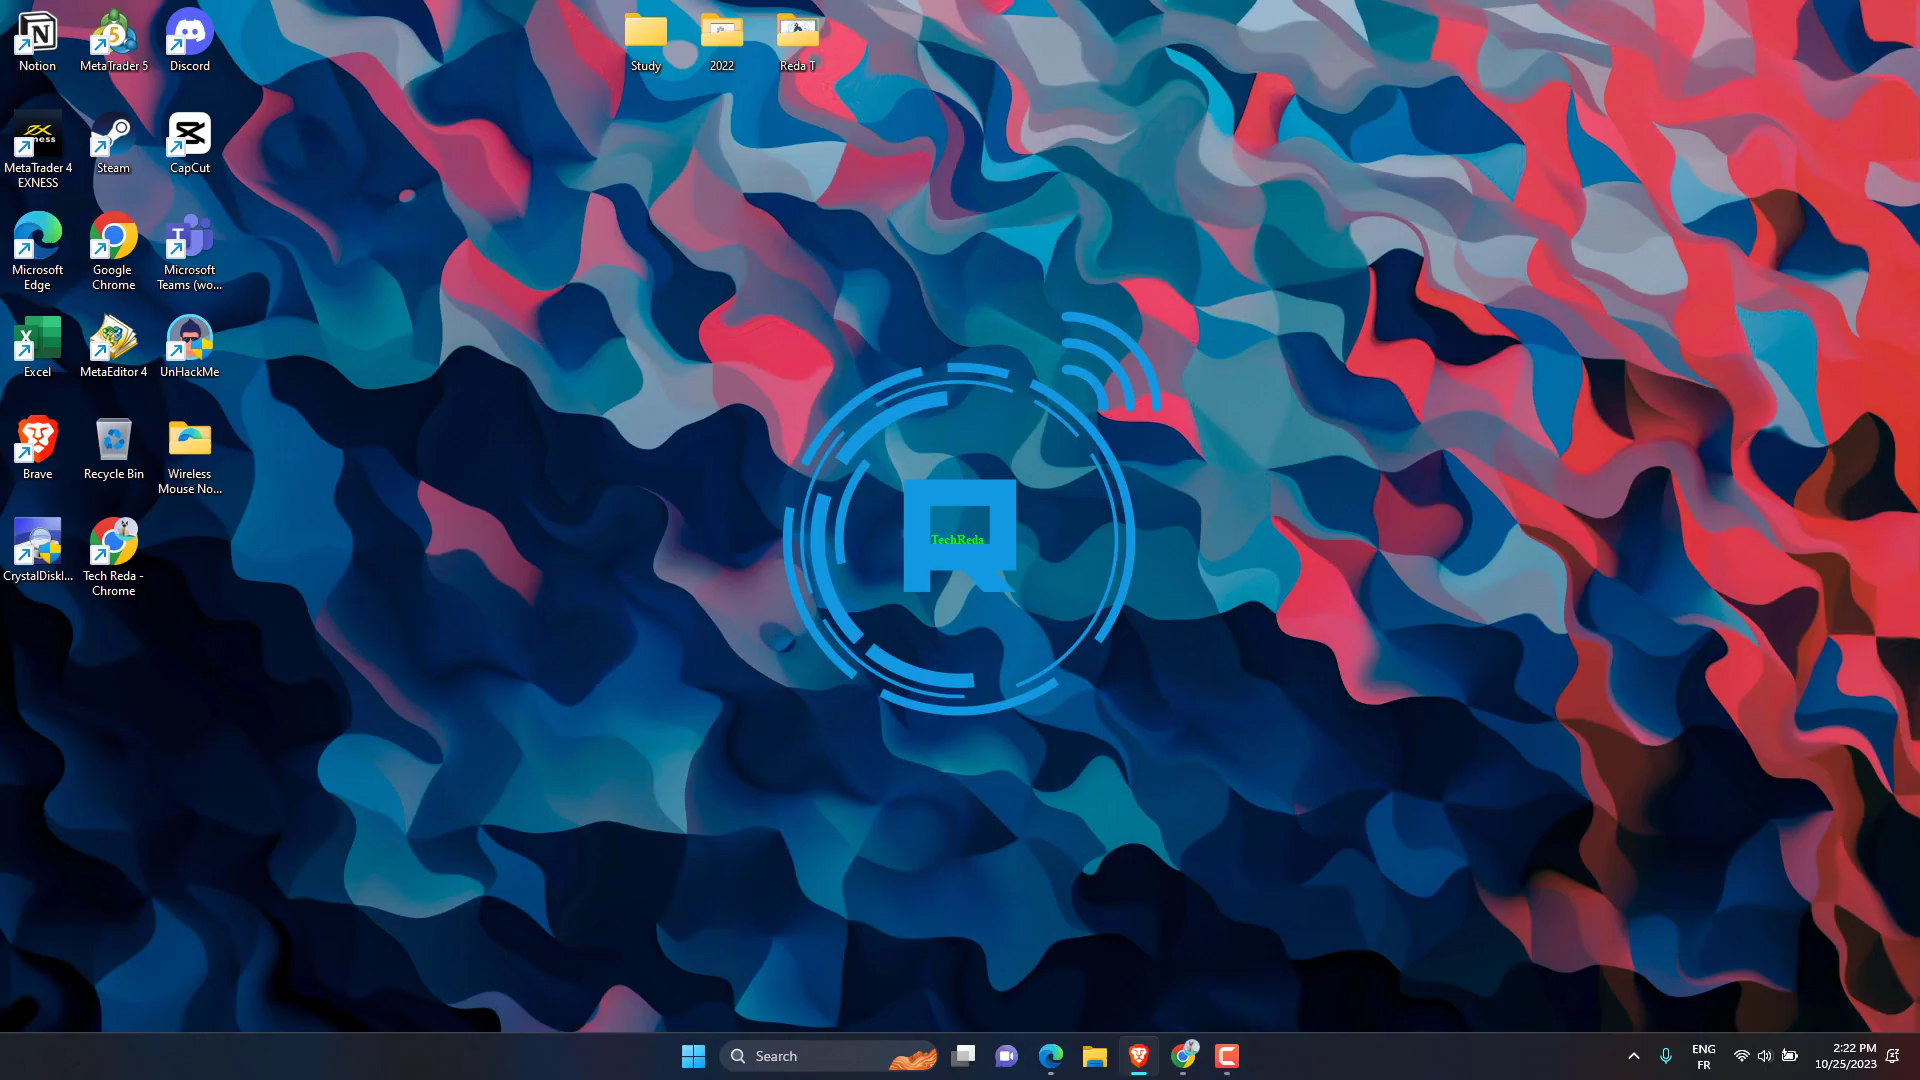 Notion
MetaTrader 5
Discord
Study
2022
Reda T
MetaTrader 4
EXNESS
Steam
CapCut
Microsoft
Edge
Google
Chrome
Microsoft
Teams (wo...
Excel
MetaEditor 4
UnHackMe
Brave
Recycle Bin
Wireless
Mouse No...
CrystalDiskI...
Tech Reda -
Chrome
TechReda
Search
ENG
FR
2:22 PM
10/25/2023